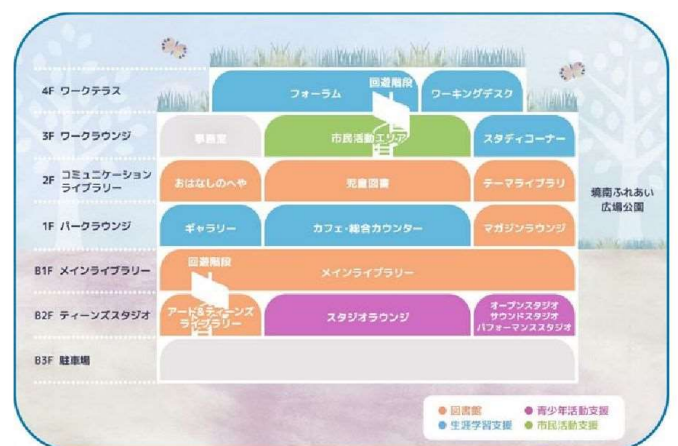 4F ワークテラス
フォーラム
回遊階段
ワーキングデスク
3F ワークラウンジ
事務室
市民活動エリア
スタディコーナー
2F コミュニケーション
ライブラリー
おはなしのへや
児童図書
テーマライブラリ
境南ふれあい
広場公園
1F パークラウンジ
ギャラリー
カフェ・総合カウンター
マガジンラウンジ
B1F メインライブラリー
回遊階段
メインライブラリー
B2F ティーンズスタジオ
アート&ティーンズ
ライブラリー
スタジオラウンジ
オープンスタジオ
サウンドスタジオ
パフォーマンススタジオ
B3F 駐車場
図書館
青少年活動支援
生涯学習支援
市民活動支援